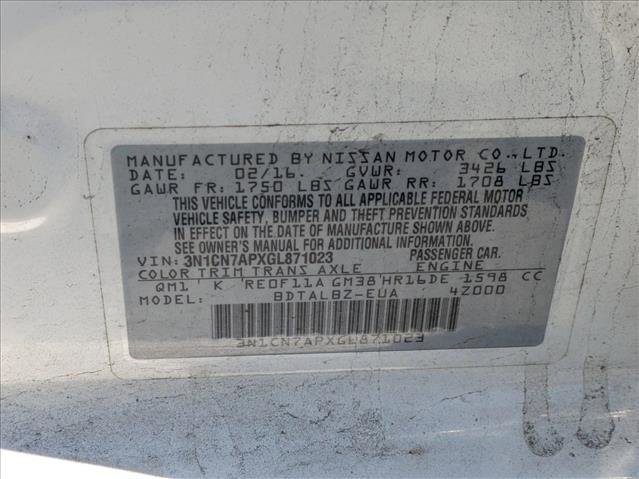 MANUFACTURED BY NISSAN MOTOR CO., LTD.
DATE: 02/16. GVWR: 3426 LBS
GAWR FR: 1750 LBS GAWR RR: 1708 LBS
THIS VEHICLE CONFORMS TO ALL APPLICABLE FEDERAL MOTOR
VEHICLE SAFETY, BUMPER AND THEFT PREVENTION STANDARDS
IN EFFECT ON THE DATE OF MANUFACTURE SHOWN ABOVE.
SEE OWNER'S MANUAL FOR ADDITIONAL INFORMATION.
VIN: 3N1CN7APXGL871023 PASSENGER CAR.
COLOR TRIM TRANS AXLE ENGINE
QM1' K RE0F11A GM38'HR16DE 1598 CC
MODEL: BDTALBZ-EUA 4Z000
3N1CN7APXGL871023